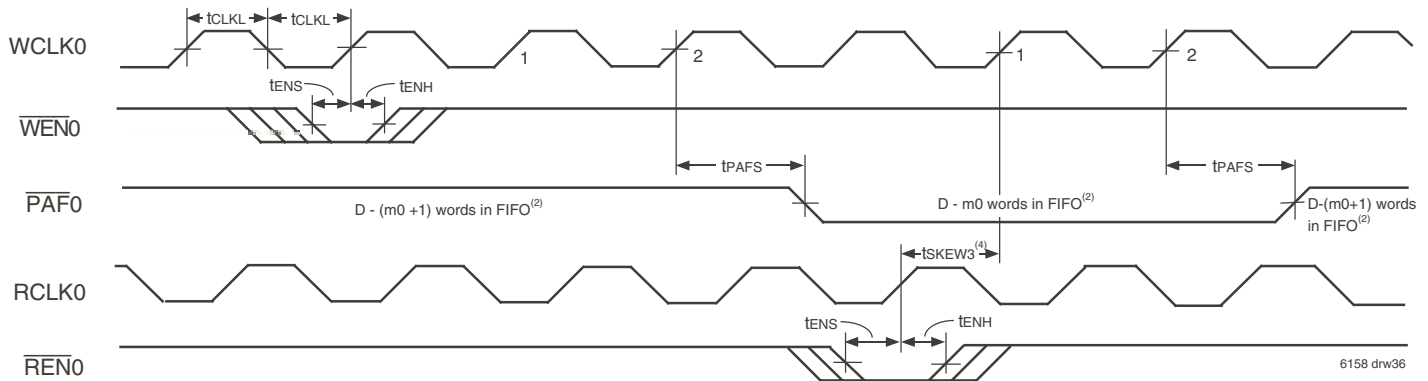 tCLKL tCLKL
WCLK0
1 2 1 2
tENS tENH
WEN0
tPAFS tPAFS
PAF0
D - (m0 +1) words in FIFO(2)
D - m0 words in FIFO(2)
D-(m0+1) words
in FIFO(2)
tSKEW3(4)
RCLK0
tENS tENH
REN0
6158 drw36